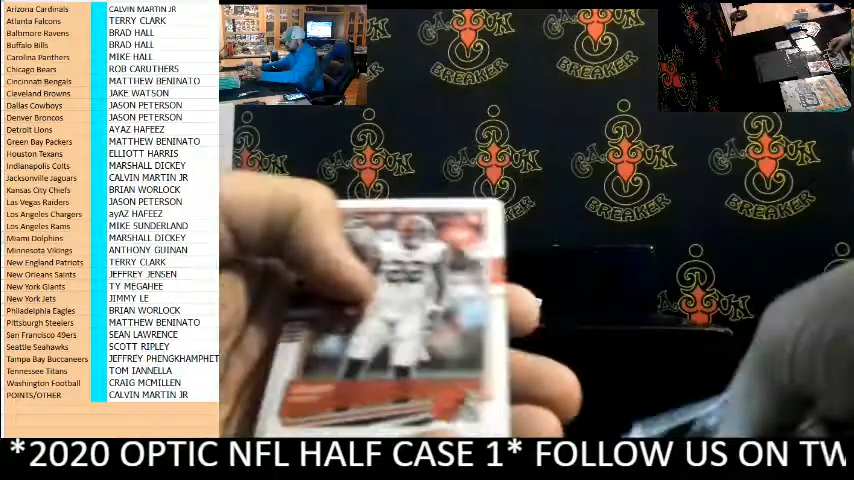 Arizona Cardinals CALVIN MARTIN JR
Atlanta Falcons TERRY CLARK
Baltimore Ravens BRAD HALL
Buffalo Bills BRAD HALL
Carolina Panthers MIKE HALL
Chicago Bears ROB CARUTHERS
Cincinnati Bengals MATTHEW BENINATO
Cleveland Browns JAKE WATSON
Dallas Cowboys JASON PETERSON
Denver Broncos JASON PETERSON
Detroit Lions AYAZ HAFEEZ
Green Bay Packers MATTHEW BENINATO
Houston Texans ELLIOTT HARRIS
Indianapolis Colts MARSHALL DICKEY
Jacksonville Jaguars CALVIN MARTIN JR
Kansas City Chiefs BRIAN WORLOCK
Las Vegas Raiders JASON PETERSON
Los Angeles Chargers ayAZ HAFEEZ
Los Angeles Rams MIKE SUNDERLAND
Miami Dolphins MARSHALL DICKEY
Minnesota Vikings ANTHONY GUINAN
New England Patriots TERRY CLARK
New Orleans Saints JEFFREY JENSEN
New York Giants TY MEGAHEE
New York Jets JIMMY LE
Philadelphia Eagles BRIAN WORLOCK
Pittsburgh Steelers MATTHEW BENINATO
San Francisco 49ers SEAN LAWRENCE
Seattle Seahawks SCOTT RIPLEY
Tampa Bay Buccaneers JEFFREY PHENGKHAMPHET
Tennessee Titans TOM IANNELLA
Washington Football CRAIG MCMILLEN
POINTS/OTHER CALVIN MARTIN JR
BREAKER
BREAKER
BREAKER
BREAKER
BREAKER
BREAKER
*2020 OPTIC NFL HALF CASE 1* FOLLOW US ON TW